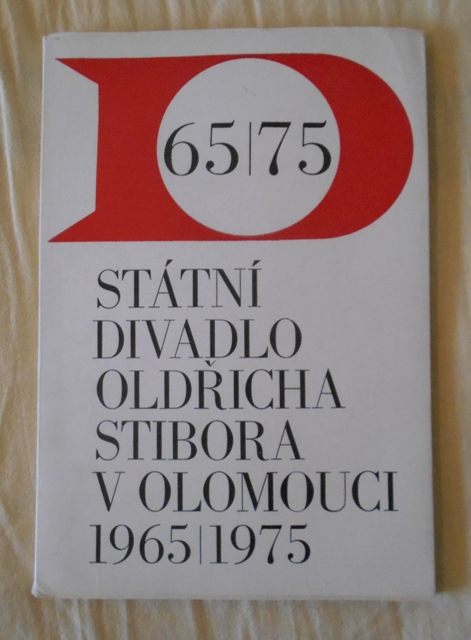 65|75
STÁTNÍ
DIVADLO
OLDŘICHA
STIBORA
V OLOMOUCI
1965|1975